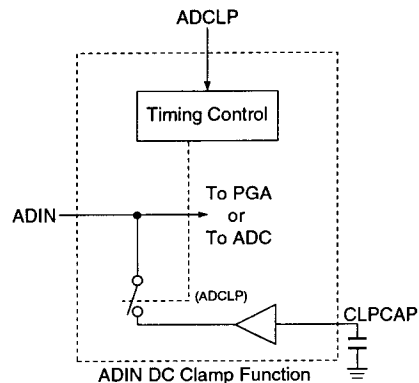 ADCLP
Timing Control
To PGA
or
To ADC
ADIN
(ADCLP)
CLPCAP
ADIN DC Clamp Function